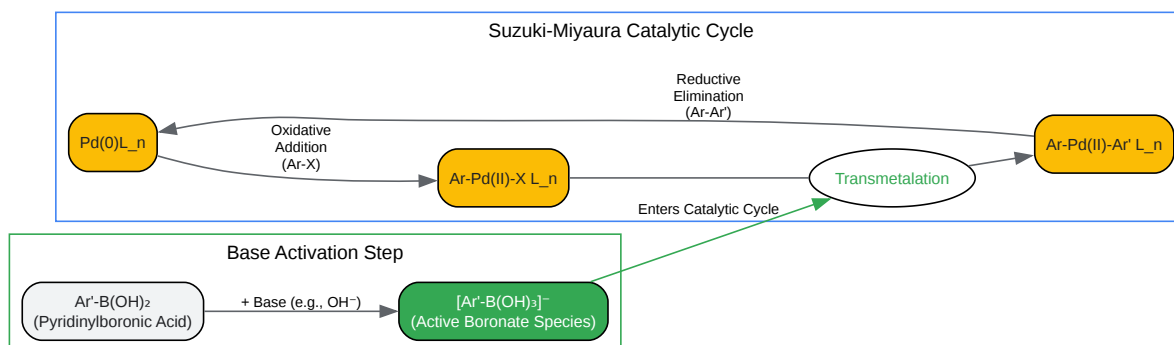 Suzuki-Miyaura Catalytic Cycle
Reductive
Elimination
(Ar-Ar')
Pd(0)L_n
Oxidative
Addition
(Ar-X)
Ar-Pd(II)-X L_n
Transmetalation
Ar-Pd(II)-Ar' L_n
Enters Catalytic Cycle
Base Activation Step
Ar'-B(OH)₂
(Pyridinylboronic Acid)
+ Base (e.g., OH⁻)
[Ar'-B(OH)₃]⁻
(Active Boronate Species)